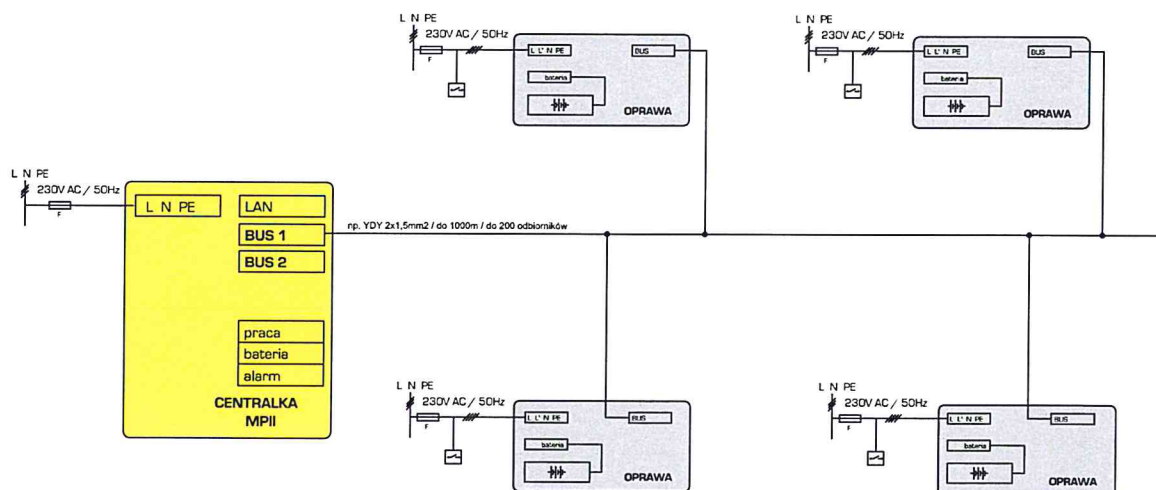 L N PE
230V AC / 50Hz
F
L L' N PE
BUS
bateria
OPRAWA
L N PE
230V AC / 50Hz
F
L L' N PE
BUS
bateria
OPRAWA
L N PE
230V AC / 50Hz
F
L N PE
LAN
BUS 1
BUS 2
praca
bateria
alarm
CENTRALKA
MPII
np. YDY 2x1,5mm2 / do 1000m / do 200 odbiorników
L N PE
230V AC / 50Hz
F
L L' N PE
BUS
bateria
OPRAWA
L N PE
230V AC / 50Hz
F
L L' N PE
BUS
bateria
OPRAWA